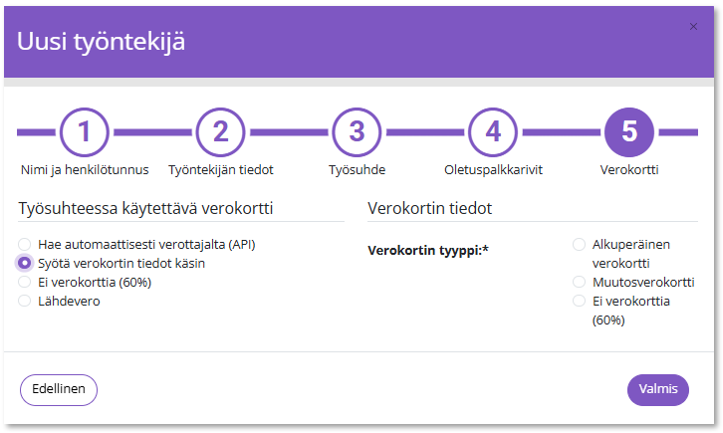 Uusi työntekijä
×
1
2
3
4
5
Nimi ja henkilötunnus
Työntekijän tiedot
Työsuhde
Oletuspalkkarivit
Verokortti
Työsuhteessa käytettävä verokortti
Hae automaattisesti verottajalta (API)
Syötä verokortin tiedot käsin
Ei verokorttia (60%)
Lähdevero
Verokortin tiedot
Verokortin tyyppi:*
Alkuperäinen
verokortti
Muutosverokortti
Ei verokorttia
(60%)
Edellinen
Valmis